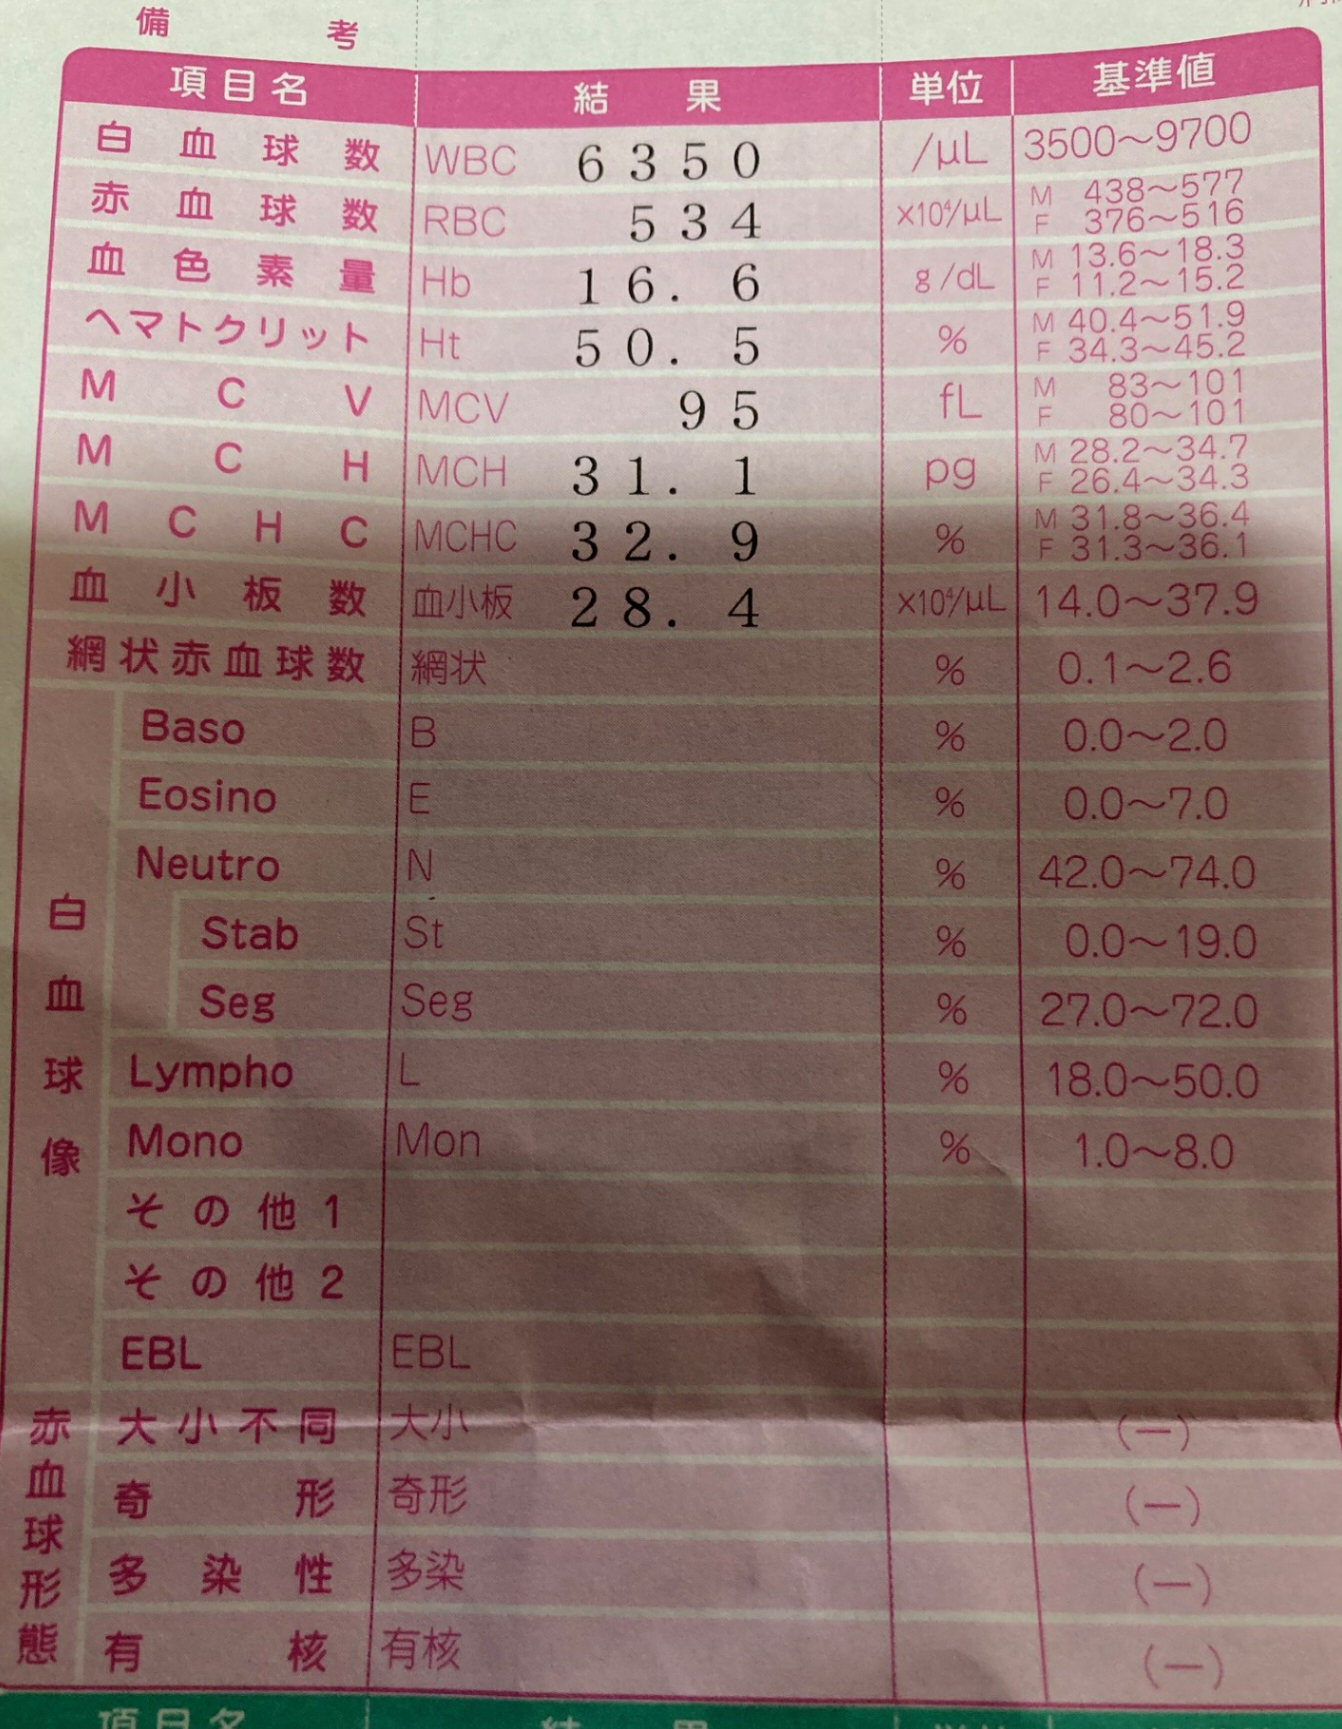 備考
項目名 結果 単位 基準値
白血球数 WBC 6350 /μL 3500～9700
赤血球数 RBC 534 ×10⁴/μL M 438～577 F 376～516
血色素量 Hb 16.6 g/dL M 13.6～18.3 F 11.2～15.2
ヘマトクリット Ht 50.5 % M 40.4～51.9 F 34.3～45.2
MCV MCV 95 fL M 83～101 F 80～101
MCH MCH 31.1 pg M 28.2～34.7 F 26.4～34.3
MCHC MCHC 32.9 % M 31.8～36.4 F 31.3～36.1
血小板数 血小板 28.4 ×10⁴/μL 14.0～37.9
網状赤血球数 網状 % 0.1～2.6
白血球像
Baso B % 0.0～2.0
Eosino E % 0.0～7.0
Neutro N % 42.0～74.0
Stab St % 0.0～19.0
Seg Seg % 27.0～72.0
Lympho L % 18.0～50.0
Mono Mon % 1.0～8.0
その他1
その他2
EBL EBL
赤血球形態
大小不同 大小 (－)
奇形 奇形 (－)
多染性 多染 (－)
有核 有核 (－)
項目名 結果